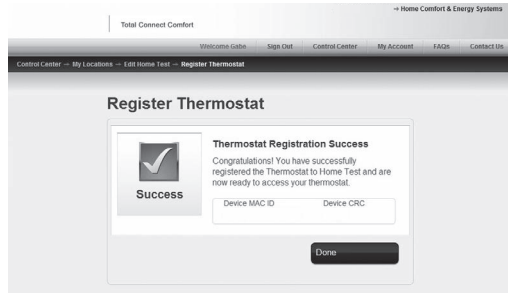 → Home Comfort & Energy Systems
Total Connect Comfort
Welcome Gabe Sign Out Control Center My Account FAQs Contact Us
Control Center → My Locations → Edit Home Test → Register Thermostat
Register Thermostat
Thermostat Registration Success
Congratulations! You have successfully
registered the Thermostat to Home Test and are
now ready to access your thermostat.
Success
Device MAC ID Device CRC
Done